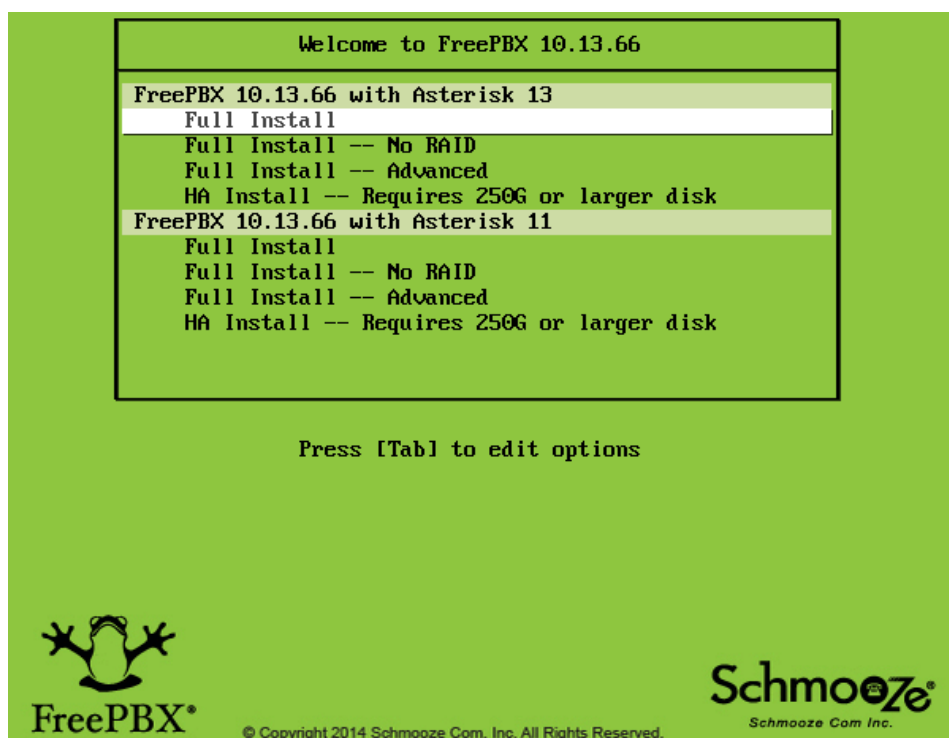 Welcome to FreePBX 10.13.66
FreePBX 10.13.66 with Asterisk 13
Full Install
Full Install -- No RAID
Full Install -- Advanced
HA Install -- Requires 250G or larger disk
FreePBX 10.13.66 with Asterisk 11
Full Install
Full Install -- No RAID
Full Install -- Advanced
HA Install -- Requires 250G or larger disk
Press [Tab] to edit options
FreePBX®
© Copyright 2014 Schmooze Com, Inc. All Rights Reserved.
Schmooze®
Schmooze Com Inc.